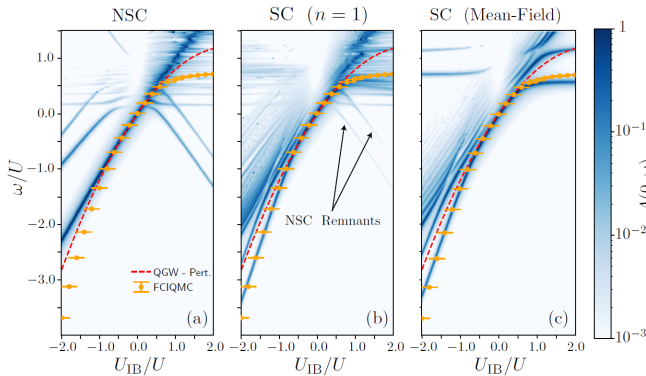 NSC
SC (n = 1)
SC (Mean-Field)
1.0
0.0
-1.0
-2.0
-3.0
ω/U
QGW - Pert.
FCIQMC
(a)
NSC Remnants
(b)
(c)
-2.0 -1.0 0.0 1.0 2.0
-2.0 -1.0 0.0 1.0 2.0
-2.0 -1.0 0.0 1.0 2.0
U_IB/U
U_IB/U
U_IB/U
1
10^-1
10^-2
10^-3